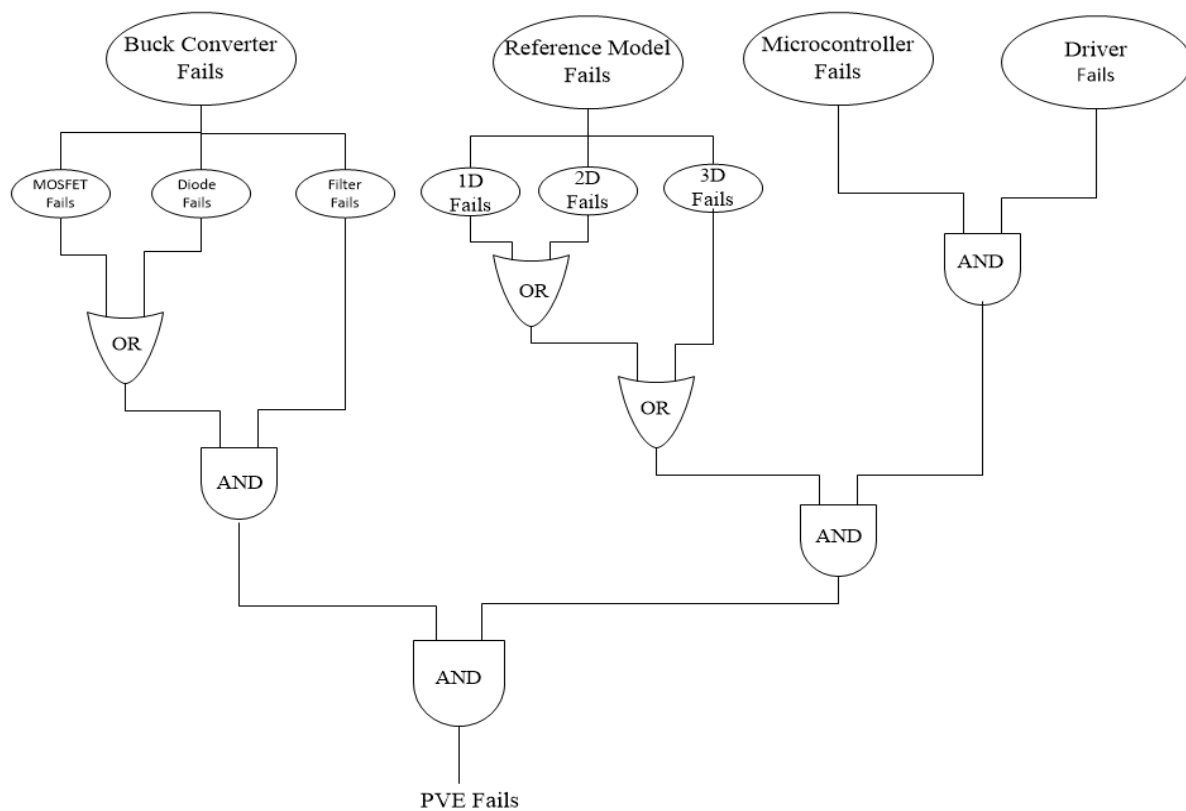 Buck Converter
Fails
Reference Model
Fails
Microcontroller
Fails
Driver
Fails
MOSFET
Fails
Diode
Fails
Filter
Fails
1D
Fails
2D
Fails
3D
Fails
AND
OR
OR
OR
AND
AND
AND
PVE Fails